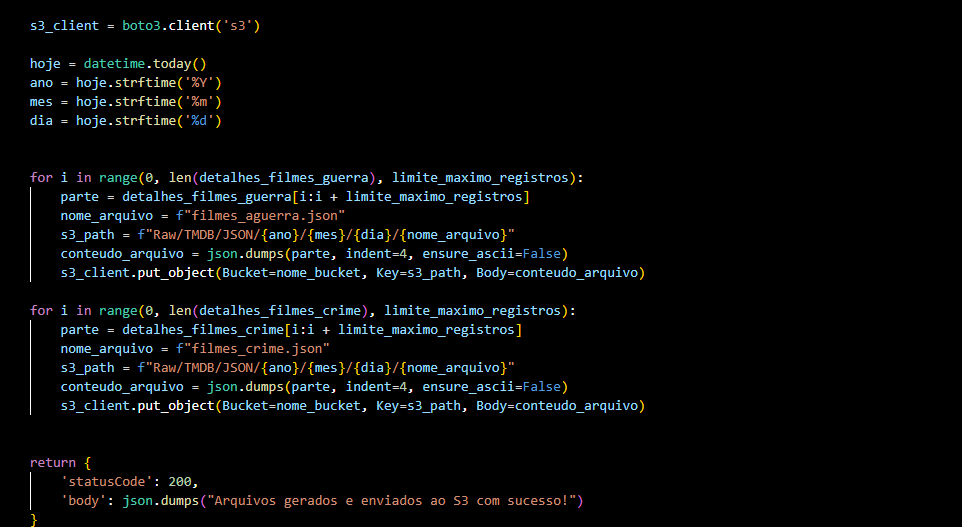 s3_client = boto3.client('s3')
hoje = datetime.today()
ano = hoje.strftime('%Y')
mes = hoje.strftime('%m')
dia = hoje.strftime('%d')
for i in range(0, len(detalhes_filmes_guerra), limite_maximo_registros):
parte = detalhes_filmes_guerra[i:i + limite_maximo_registros]
nome_arquivo = f"filmes_aguerra.json"
s3_path = f"Raw/TMDB/JSON/{ano}/{mes}/{dia}/{nome_arquivo}"
conteudo_arquivo = json.dumps(parte, indent=4, ensure_ascii=False)
s3_client.put_object(Bucket=nome_bucket, Key=s3_path, Body=conteudo_arquivo)
for i in range(0, len(detalhes_filmes_crime), limite_maximo_registros):
parte = detalhes_filmes_crime[i:i + limite_maximo_registros]
nome_arquivo = f"filmes_crime.json"
s3_path = f"Raw/TMDB/JSON/{ano}/{mes}/{dia}/{nome_arquivo}"
conteudo_arquivo = json.dumps(parte, indent=4, ensure_ascii=False)
s3_client.put_object(Bucket=nome_bucket, Key=s3_path, Body=conteudo_arquivo)
return {
'statusCode': 200,
'body': json.dumps("Arquivos gerados e enviados ao S3 com sucesso!")
}